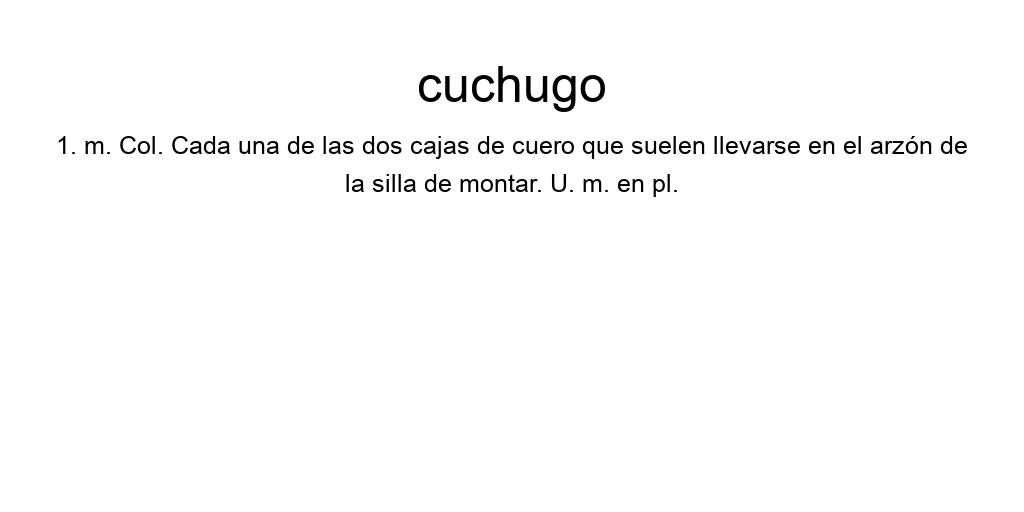 cuchugo
1. m. Col. Cada una de las dos cajas de cuero que suelen llevarse en el arzón de
la silla de montar. U. m. en pl.